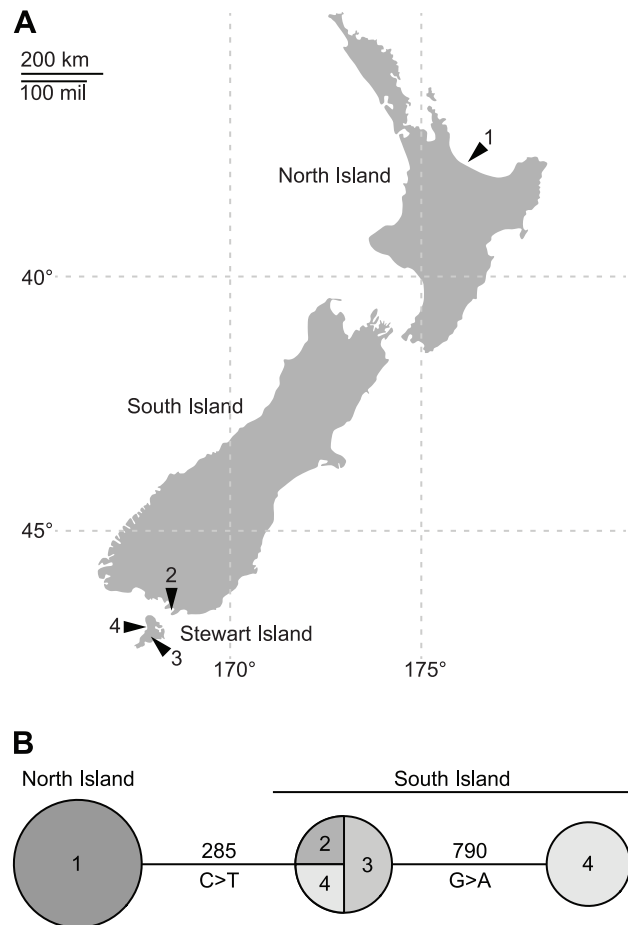 A
200 km
100 mil
1
North Island
40°
South Island
45°
2
4
Stewart Island
3
170°
175°
B
North Island
South Island
1
285
C>T
2
3
4
790
G>A
4